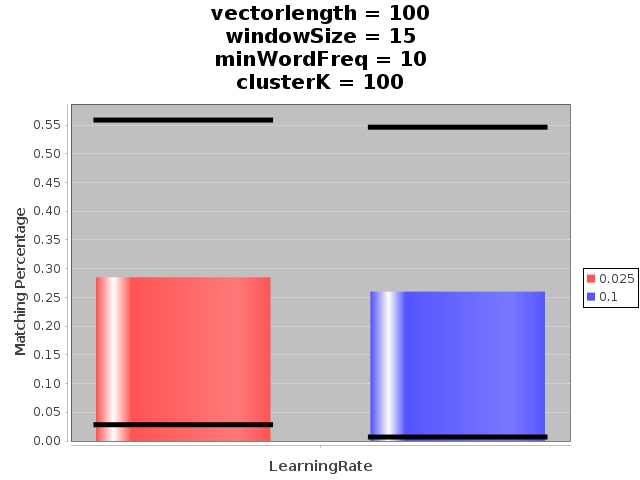 vectorlength = 100
windowSize = 15
minWordFreq = 10
clusterK = 100
0.55
0.50
0.45
0.40
0.35
0.30
0.25
0.20
0.15
0.10
0.05
0.00
Matching Percentage
LearningRate
0.025
0.1